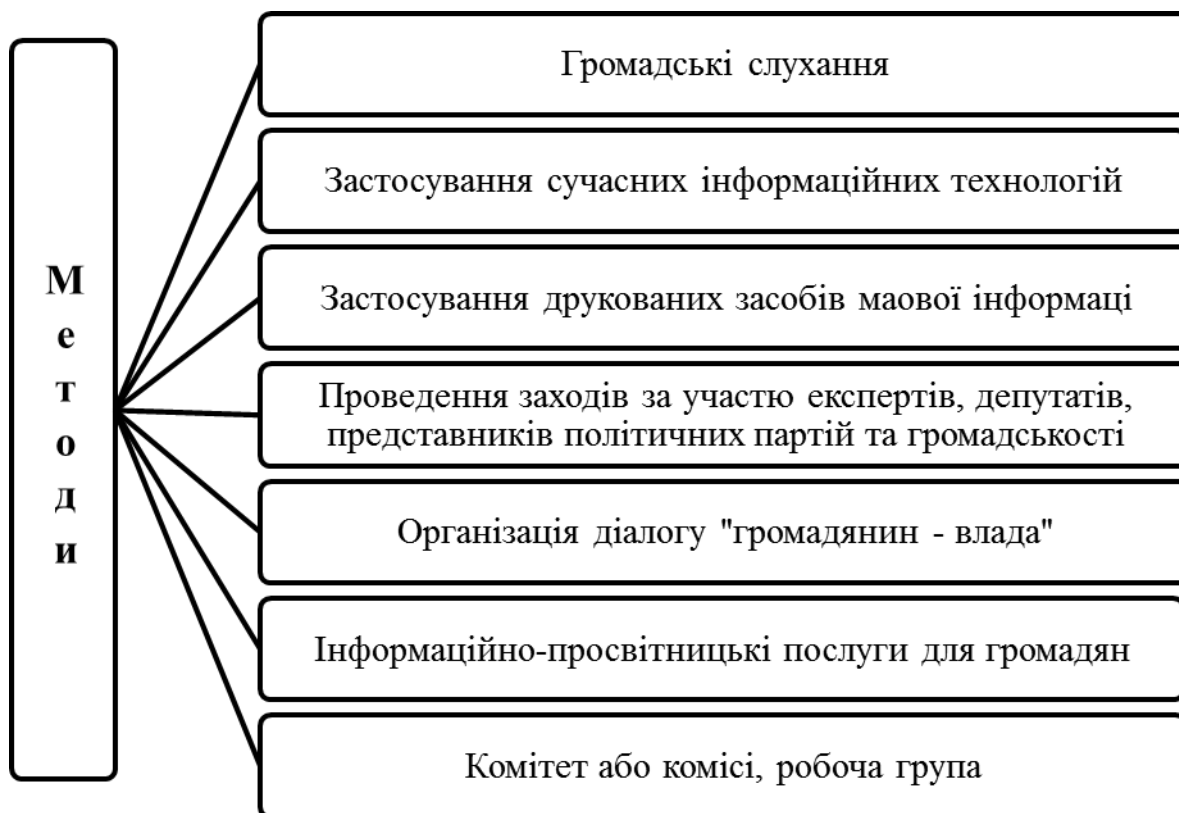 Методи
Громадські слухання
Застосування сучасних інформаційних технологій
Застосування друкованих засобів маової інформаці
Проведення заходів за участю експертів, депутатів,
представників політичних партій та громадськості
Організація діалогу "громадянин - влада"
Інформаційно-просвітницькі послуги для громадян
Комітет або комісі, робоча група